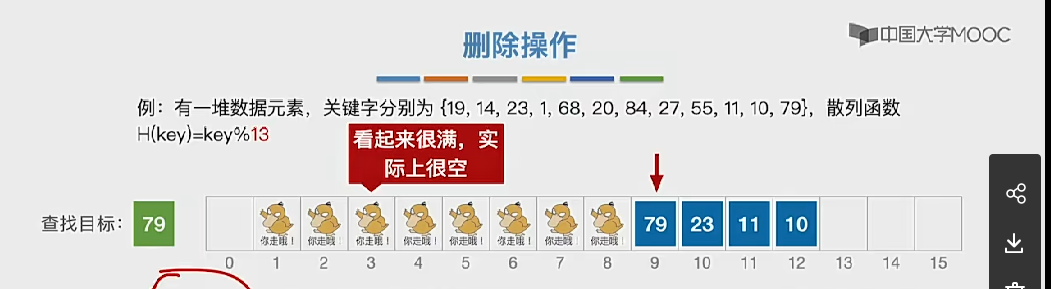 中国大学MOOC
删除操作
例：有一堆数据元素，关键字分别为 {19, 14, 23, 1, 68, 20, 84, 27, 55, 11, 10, 79}，散列函数
H(key)=key%13
看起来很满，实
际上很空
查找目标： 79
79 23 11 10
你走哦！ 你走哦！ 你走哦！ 你走哦！ 你走哦！ 你走哦！ 你走哦！ 你走哦！
0 1 2 3 4 5 6 7 8 9 10 11 12 13 14 15